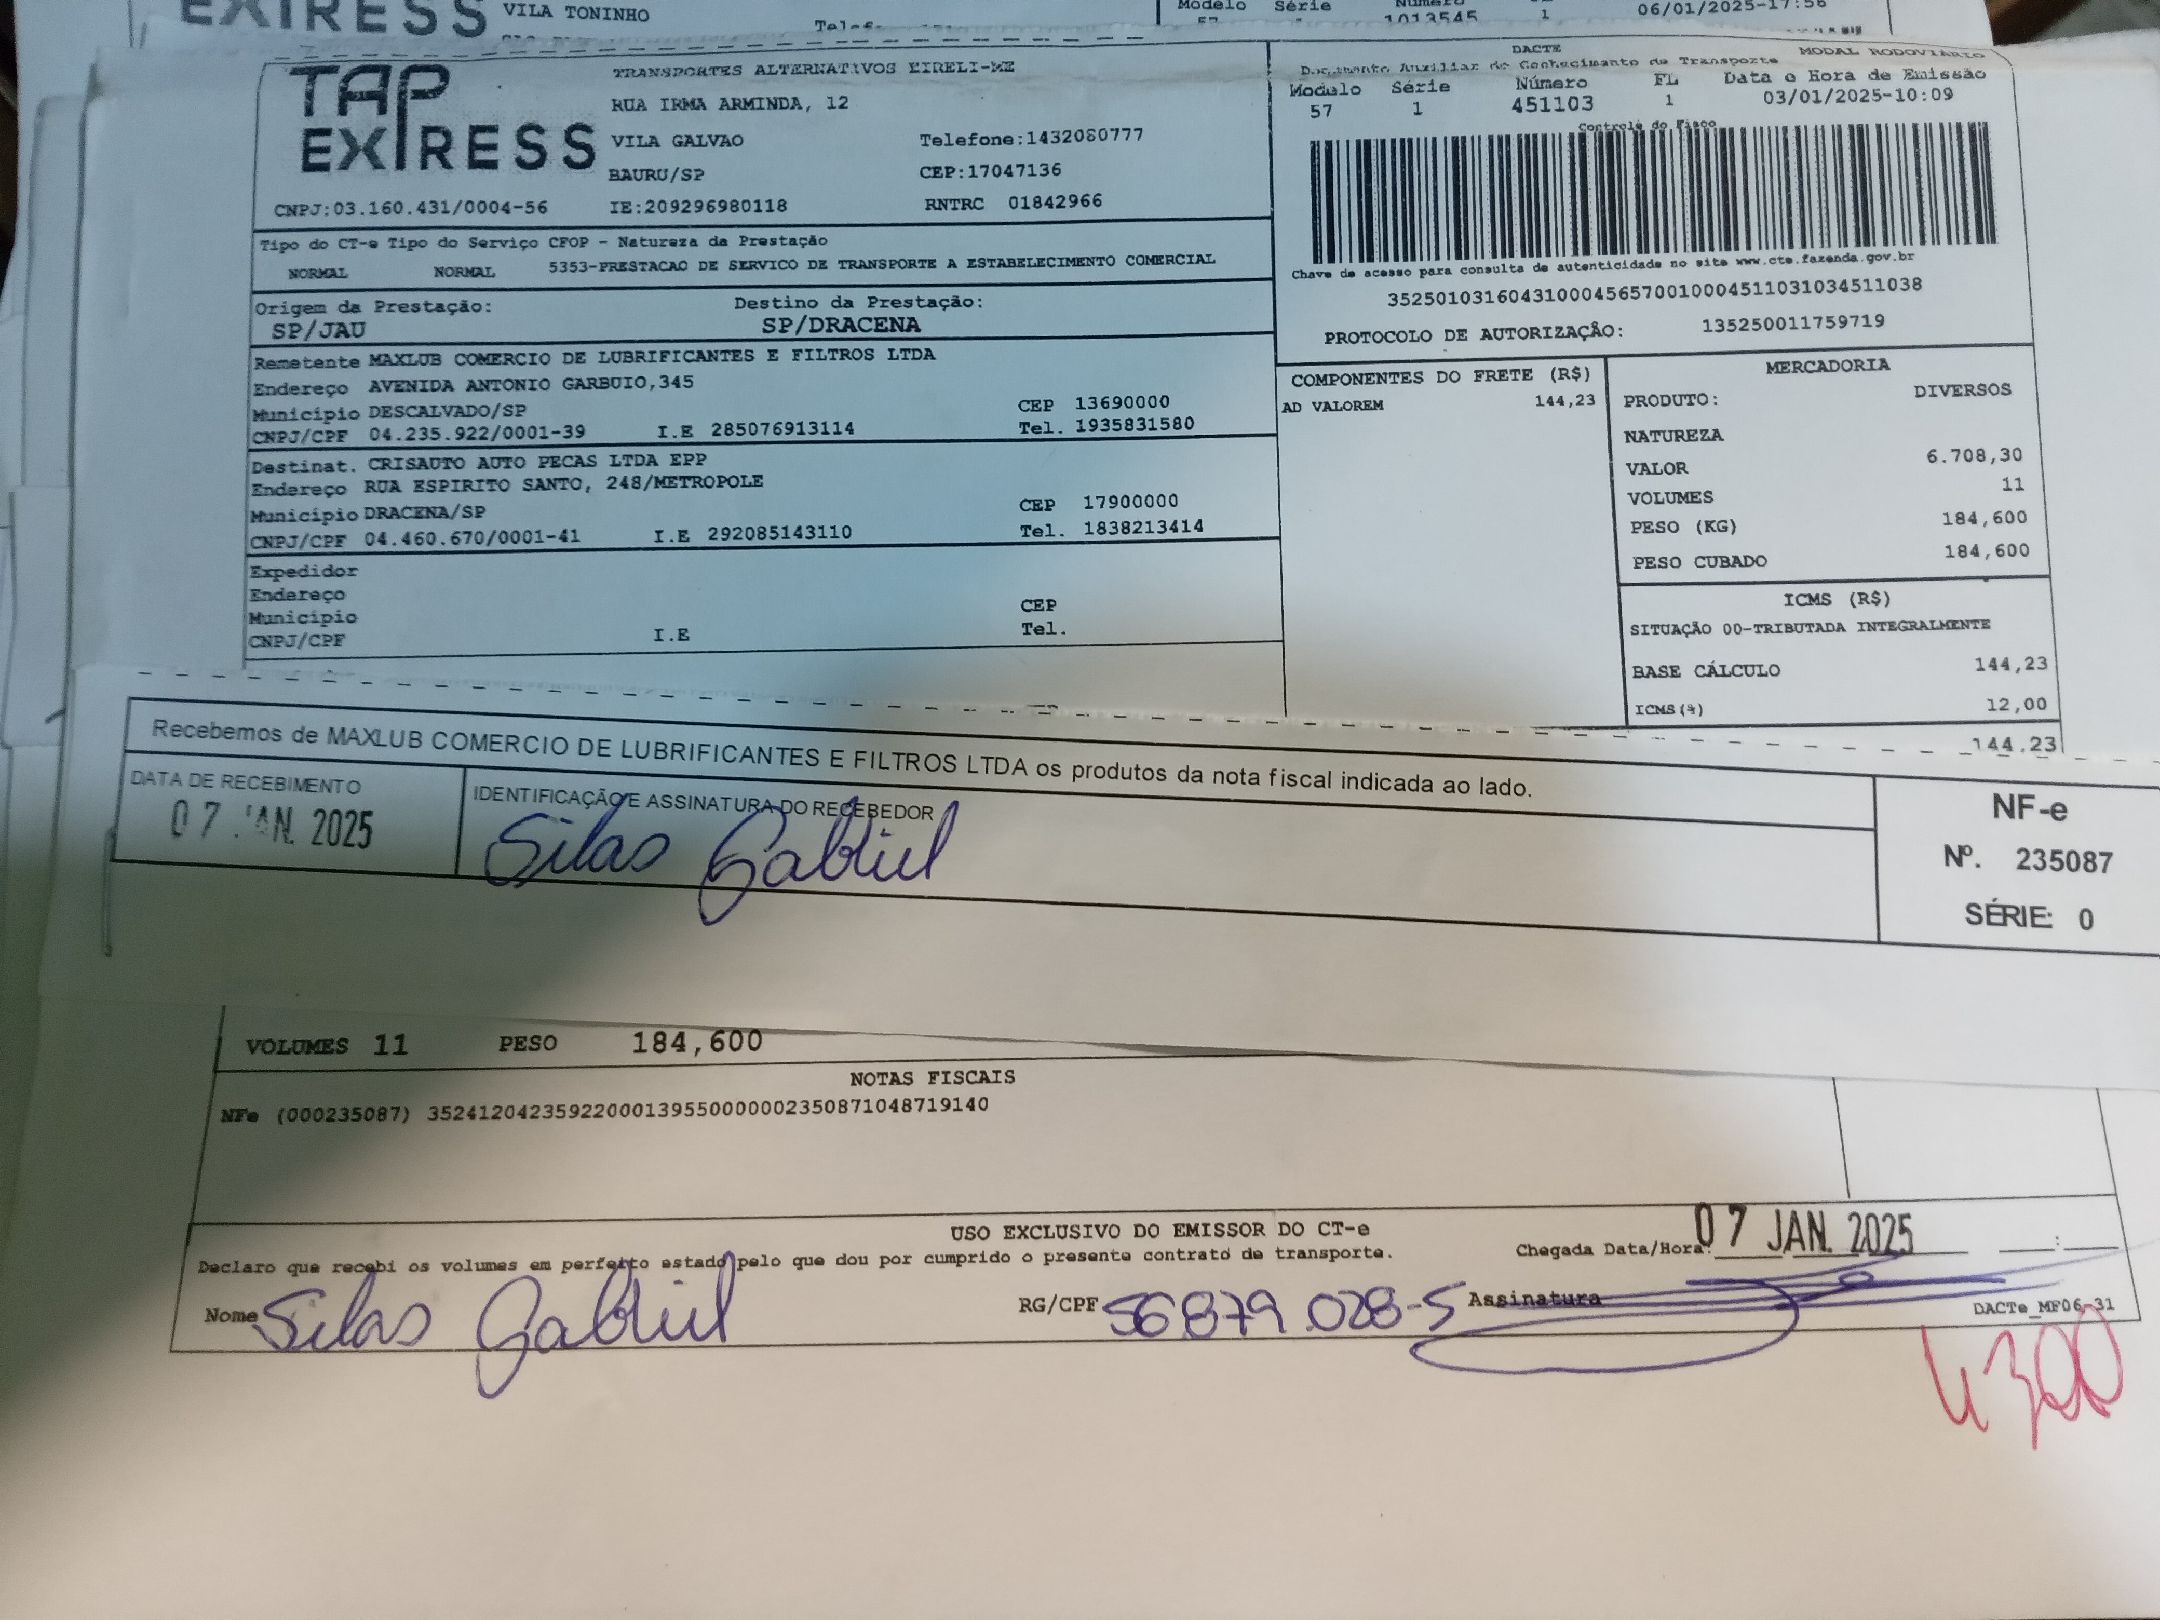 EXPRESS VILA TONINHO
Modelo Série Número 1
1013545 06/01/2025-17:56
TAP EXPRESS
TRANSPORTES ALTERNATIVOS EIRELI-ME
RUA IRMA ARMINDA, 12
VILA GALVAO Telefone:1432080777
BAURU/SP CEP:17047136
CNPJ:03.160.431/0004-56 IE:209296980118 RNTRC 01842966
DACTE MODAL RODOVIARIO
Documento Auxiliar de Conhecimento de Transporte
Modulo Série Número FL Data e Hora de Emissão
57 1 451103 1 03/01/2025-10:09
Controle do Fisco
Chave de acesso para consulta de autenticidade no site www.cte.fazenda.gov.br
35250103160431000456570010004511031034511038
PROTOCOLO DE AUTORIZAÇÃO: 135250011759719
Tipo do CT-e Tipo do Serviço CFOP - Natureza da Prestação
NORMAL NORMAL 5353-PRESTACAO DE SERVICO DE TRANSPORTE A ESTABELECIMENTO COMERCIAL
Origem da Prestação: Destino da Prestação:
SP/JAU SP/DRACENA
Remetente MAXLUB COMERCIO DE LUBRIFICANTES E FILTROS LTDA
Endereço AVENIDA ANTONIO GARBUIO,345
Município DESCALVADO/SP CEP 13690000
CNPJ/CPF 04.235.922/0001-39 I.E 285076913114 Tel. 1935831580
Destinat. CRISAUTO AUTO PECAS LTDA EPP
Endereço RUA ESPIRITO SANTO, 248/METROPOLE
Município DRACENA/SP CEP 17900000
CNPJ/CPF 04.460.670/0001-41 I.E 292085143110 Tel. 1838213414
Expedidor
Endereço
Município CEP
CNPJ/CPF I.E Tel.
COMPONENTES DO FRETE (R$)
AD VALOREM 144,23
MERCADORIA
PRODUTO: DIVERSOS
NATUREZA
VALOR 6.708,30
VOLUMES 11
PESO (KG) 184,600
PESO CUBADO 184,600
ICMS (R$)
SITUAÇÃO 00-TRIBUTADA INTEGRALMENTE
BASE CÁLCULO 144,23
ICMS(%) 12,00
144.23
Recebemos de MAXLUB COMERCIO DE LUBRIFICANTES E FILTROS LTDA os produtos da nota fiscal indicada ao lado.
DATA DE RECEBIMENTO IDENTIFICAÇÃO E ASSINATURA DO RECEBEDOR
07 JAN. 2025 Silas Gabriel
NF-e
Nº. 235087
SÉRIE: 0
VOLUMES 11 PESO 184,600
NOTAS FISCAIS
NFe (000235087) 35241204235922000139550000002350871048719140
USO EXCLUSIVO DO EMISSOR DO CT-e
Declaro que recebi os volumes em perfeito estado pelo que dou por cumprido o presente contrato de transporte. Chegada Data/Hora: 07 JAN. 2025 :
Nome Silas Gabriel RG/CPF 56879.028-5 Assinatura
DACTe_MF06-31
4300